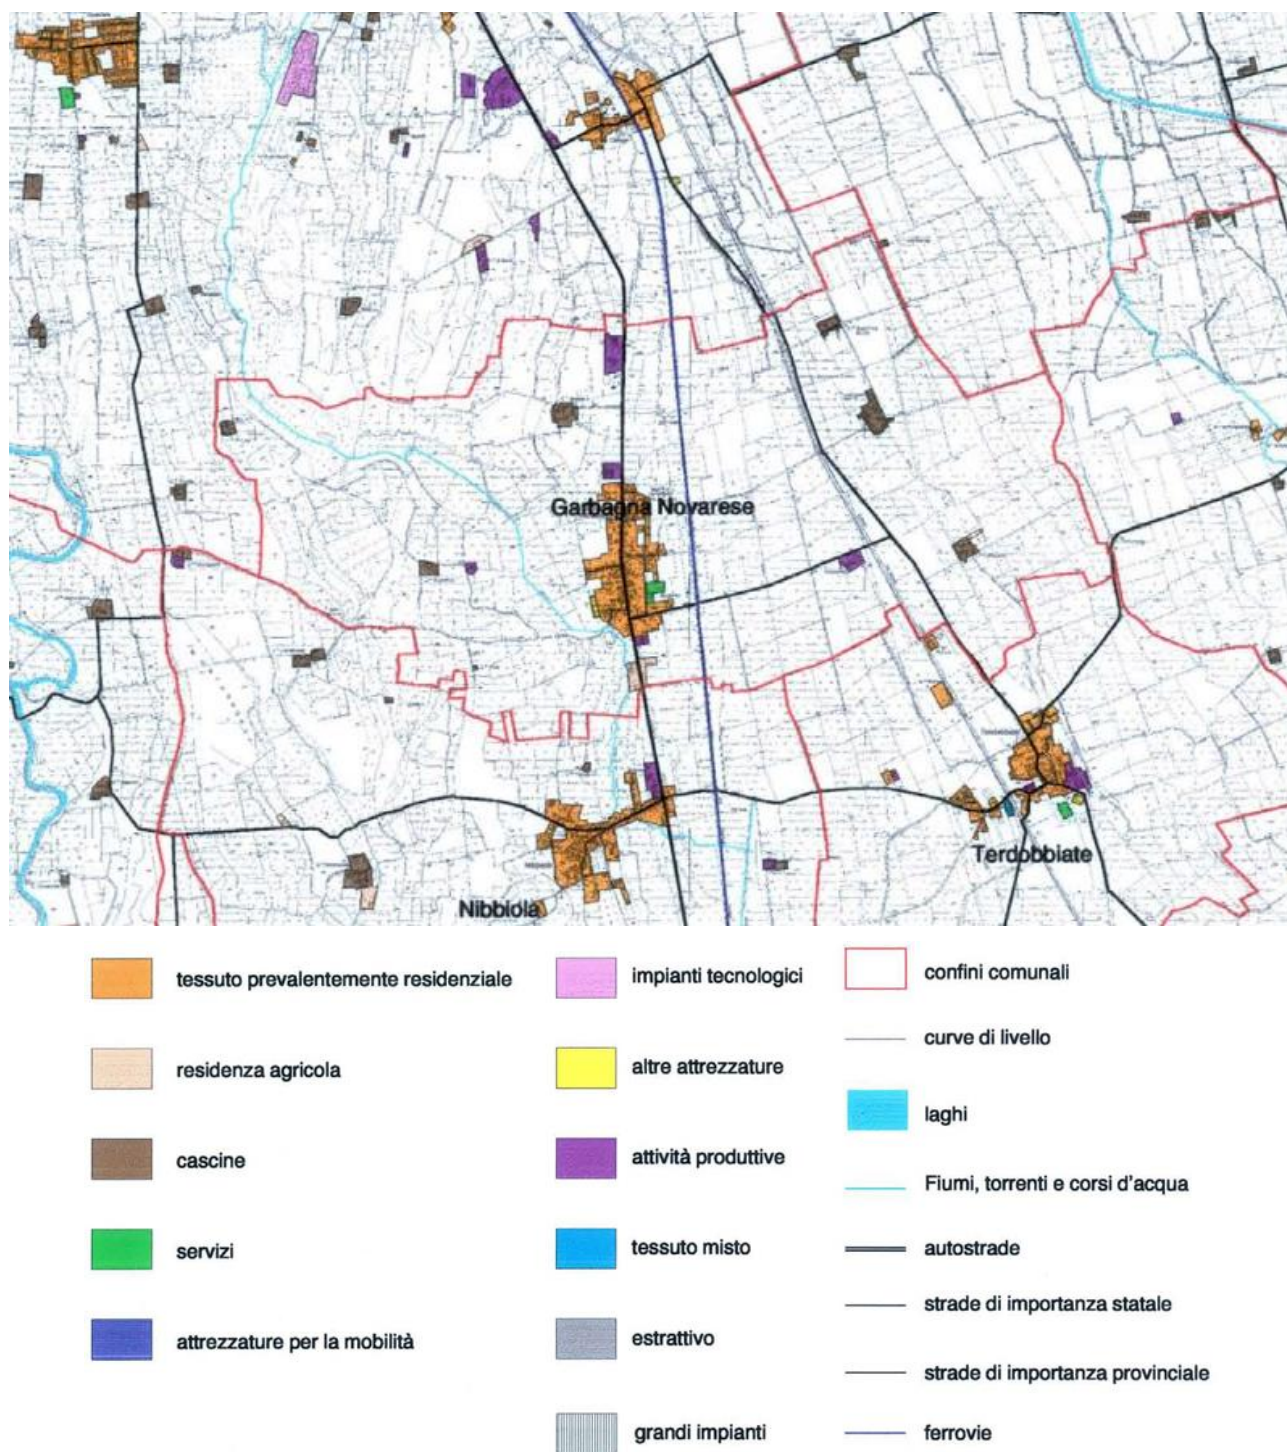 Garbagna Novarese
Terdobbiate
Nibbiola
tessuto prevalentemente residenziale
residenza agricola
cascine
servizi
attrezzature per la mobilità
impianti tecnologici
altre attrezzature
attività produttive
tessuto misto
estrattivo
grandi impianti
confini comunali
curve di livello
laghi
Fiumi, torrenti e corsi d'acqua
autostrade
strade di importanza statale
strade di importanza provinciale
ferrovie